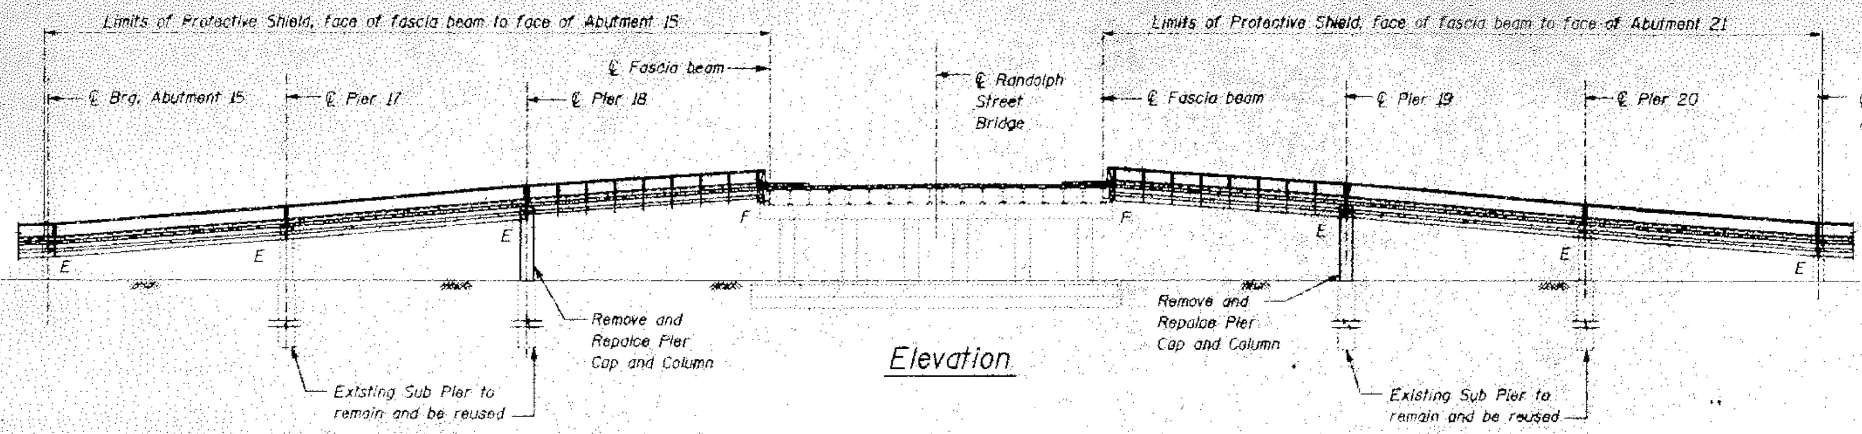 Limits of Protective Shield, face of fascia beam to face of Abutment 15
Limits of Protective Shield, face of fascia beam to face of Abutment 21
℄ Fascia beam
℄ Randolph
Street
Bridge
℄ Brg. Abutment 15
℄ Pier 17
℄ Pier 18
℄ Fascia beam
℄ Pier 19
℄ Pier 20
E
E
E
F
F
E
E
E
Remove and
Repalce Pier
Cap and Column
Remove and
Repalce Pier
Cap and Column
Elevation
Existing Sub Pier to
remain and be reused
Existing Sub Pier to
remain and be reused